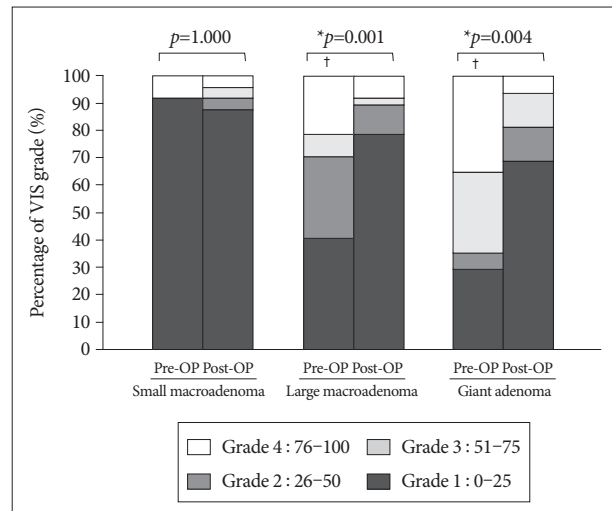 p=1.000 *p=0.001 *p=0.004
† †
Percentage of VIS grade (%)
100
90
80
70
60
50
40
30
20
10
0
Pre-OP Post-OP Pre-OP Post-OP Pre-OP Post-OP
Small macroadenoma Large macroadenoma Giant adenoma
Grade 4 : 76–100 Grade 3 : 51–75
Grade 2 : 26–50 Grade 1 : 0–25